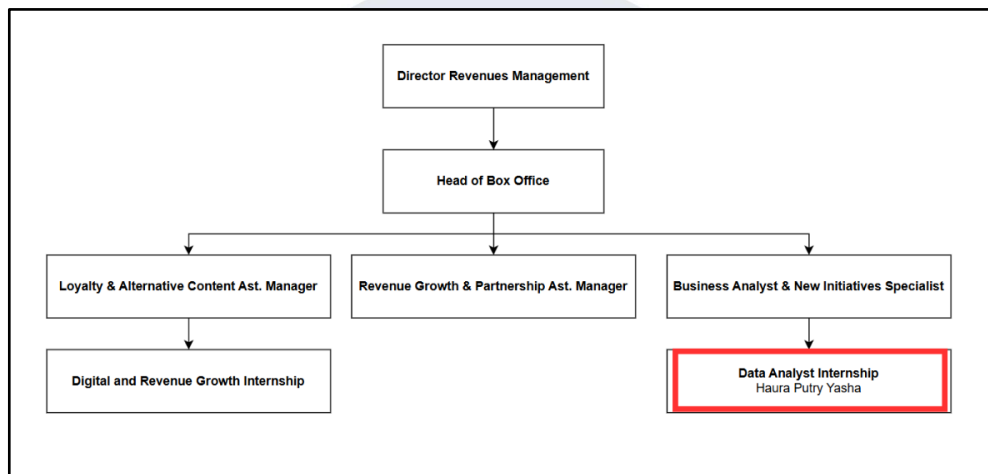 Director Revenues Management
Head of Box Office
Loyalty & Alternative Content Ast. Manager
Revenue Growth & Partnership Ast. Manager
Business Analyst & New Initiatives Specialist
Digital and Revenue Growth Internship
Data Analyst Internship
Haura Putry Yasha